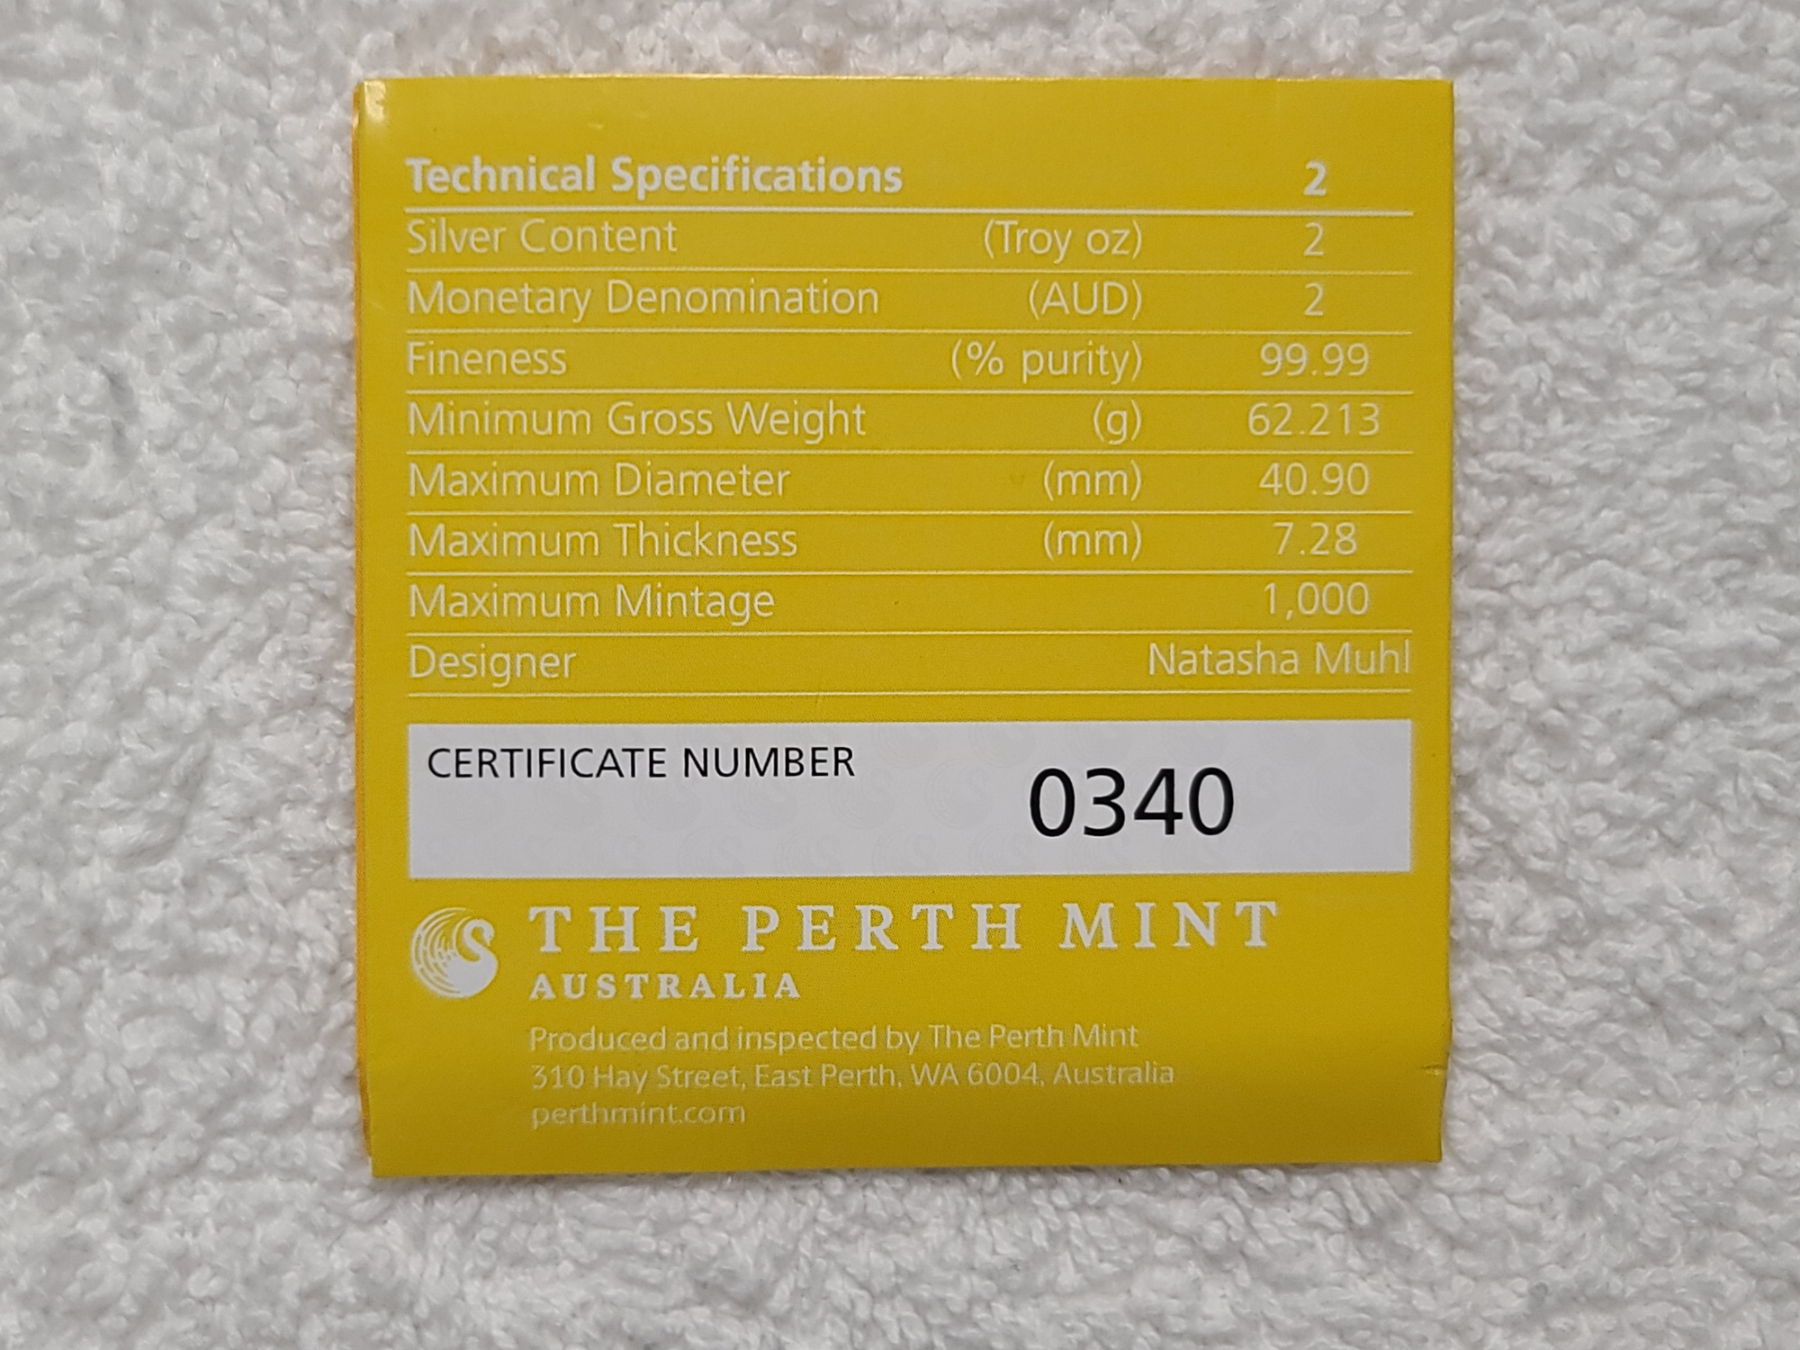 Technical Specifications 2
Silver Content (Troy oz) 2
Monetary Denomination (AUD) 2
Fineness (% purity) 99.99
Minimum Gross Weight (g) 62.213
Maximum Diameter (mm) 40.90
Maximum Thickness (mm) 7.28
Maximum Mintage 1,000
Designer Natasha Muhl
CERTIFICATE NUMBER 0340
THE PERTH MINT
AUSTRALIA
Produced and inspected by The Perth Mint
310 Hay Street, East Perth, WA 6004, Australia
perthmint.com